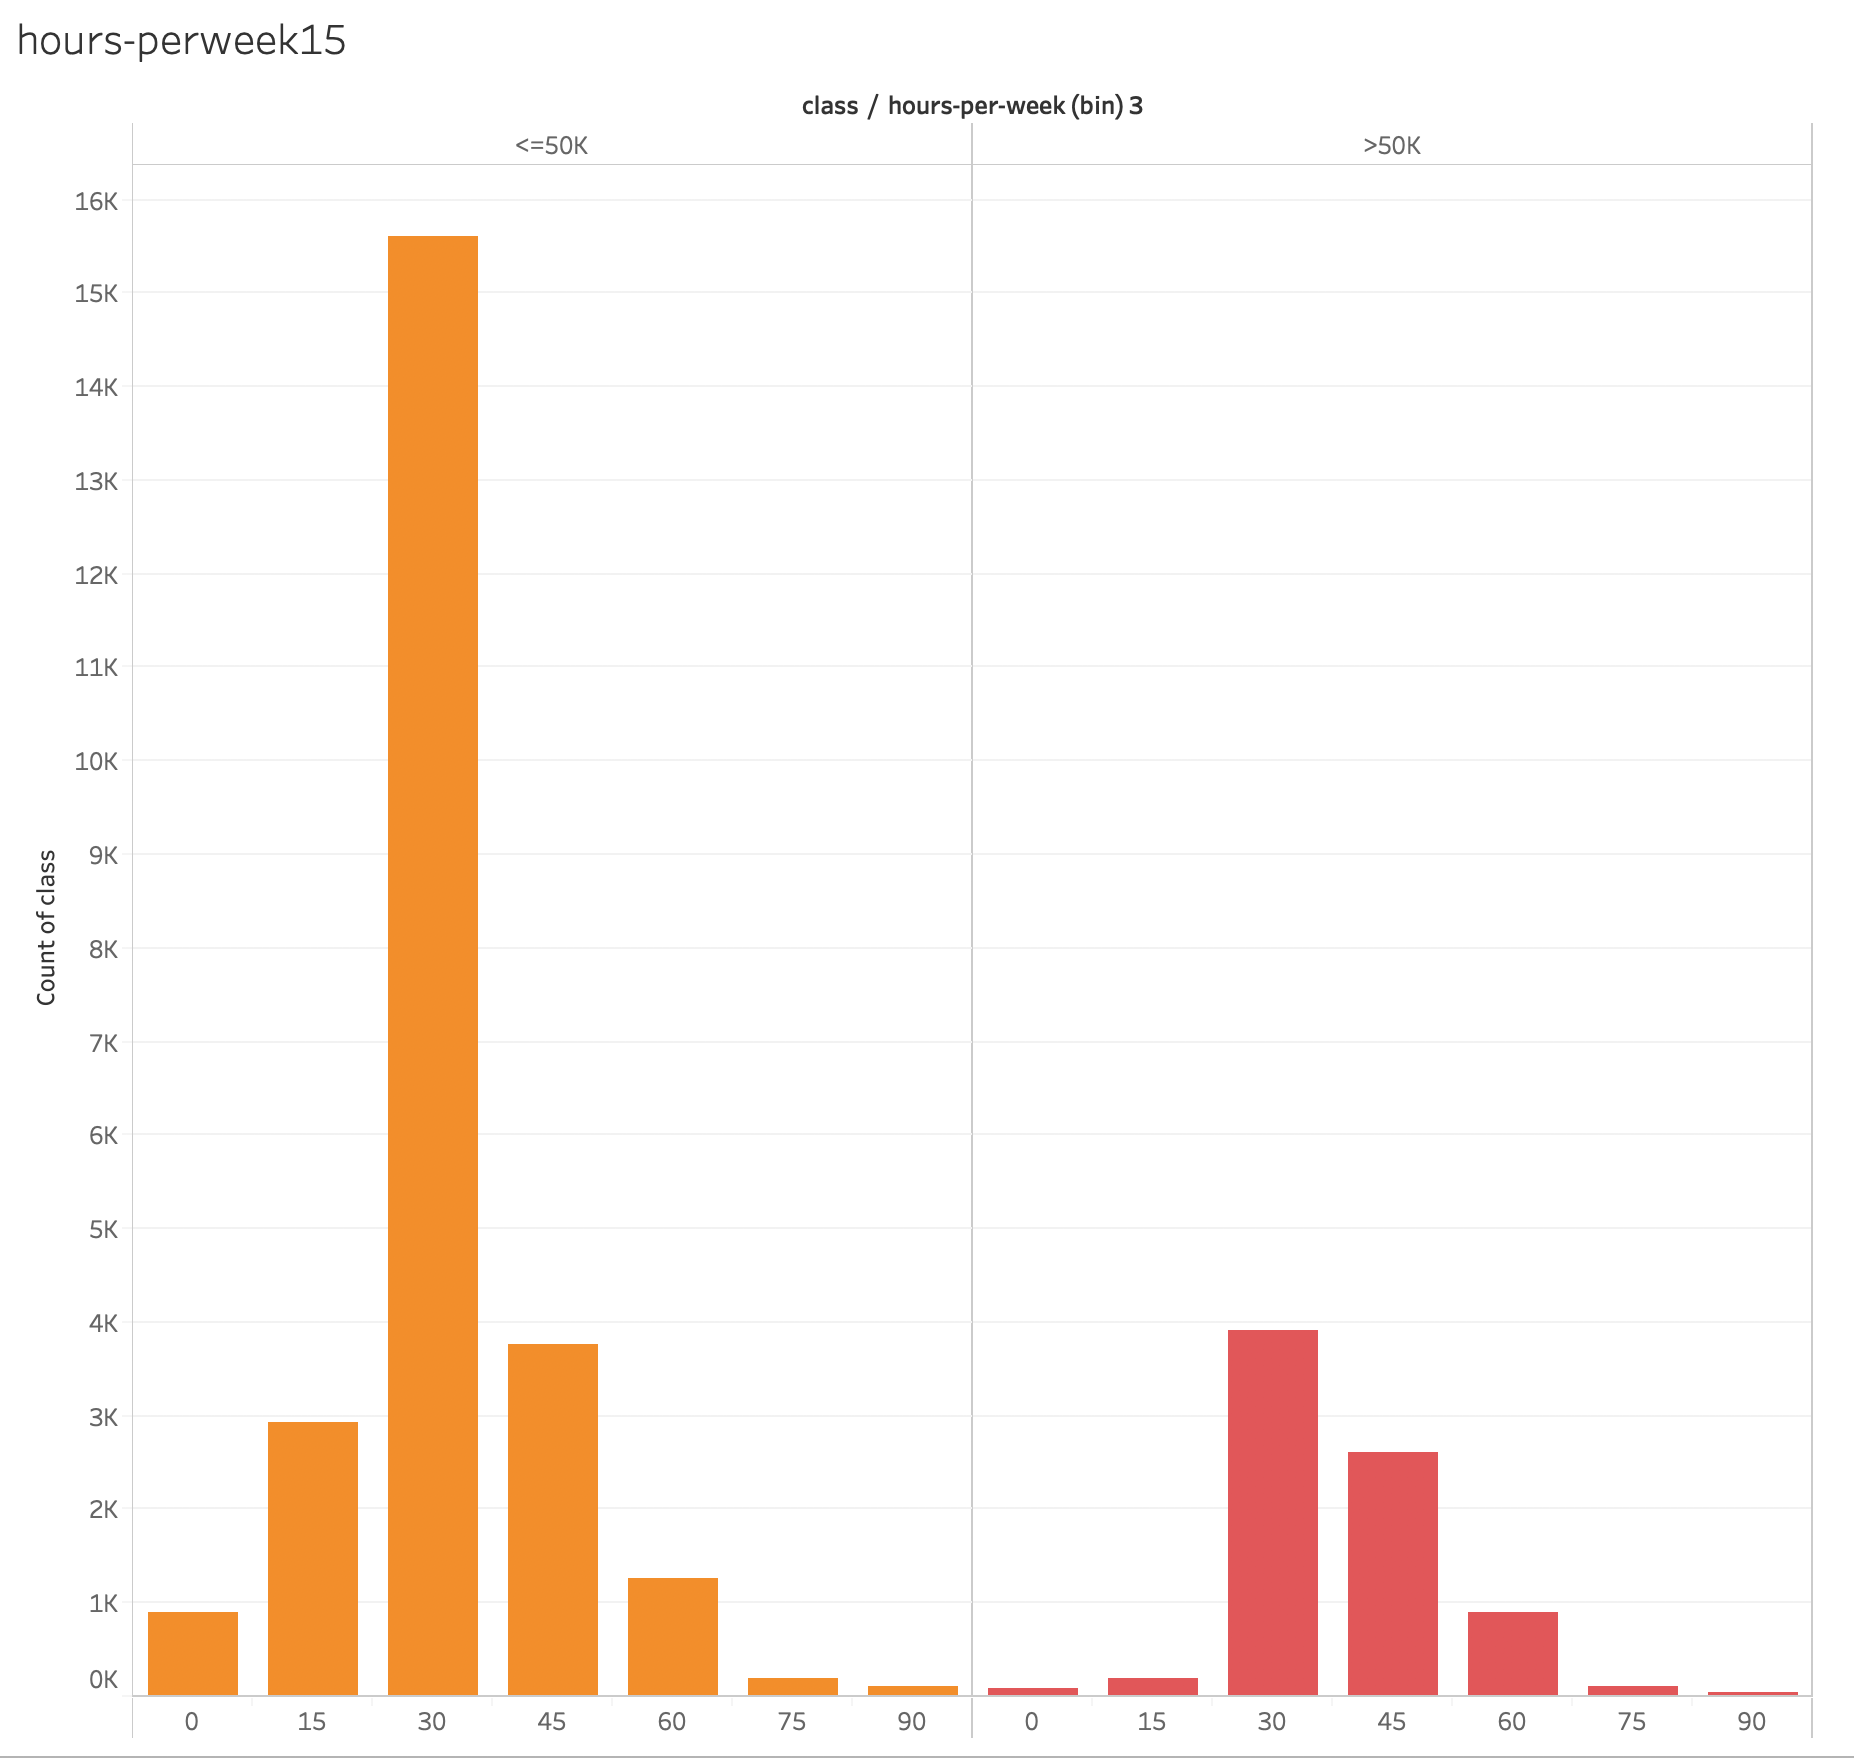 hours-perweek15
class / hours-per-week (bin) 3
<=50K >50K
16K
15K
14K
13K
12K
11K
10K
9K
8K
7K
6K
5K
4K
3K
2K
1K
0K
Count of class
0 15 30 45 60 75 90 0 15 30 45 60 75 90